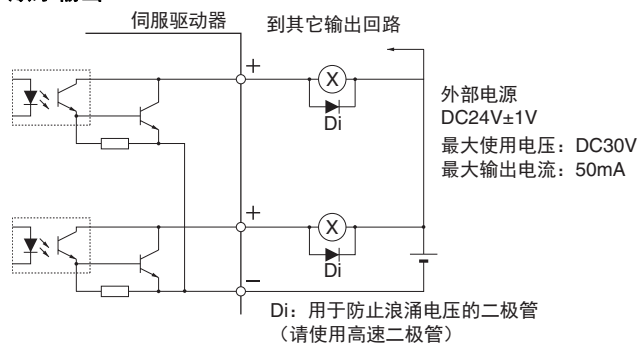 伺服驱动器
到其它输出回路
+
X
Di
外部电源
DC24V±1V
最大使用电压：DC30V
最大输出电流：50mA
+
X
Di
−
Di：用于防止浪涌电压的二极管
（请使用高速二极管）